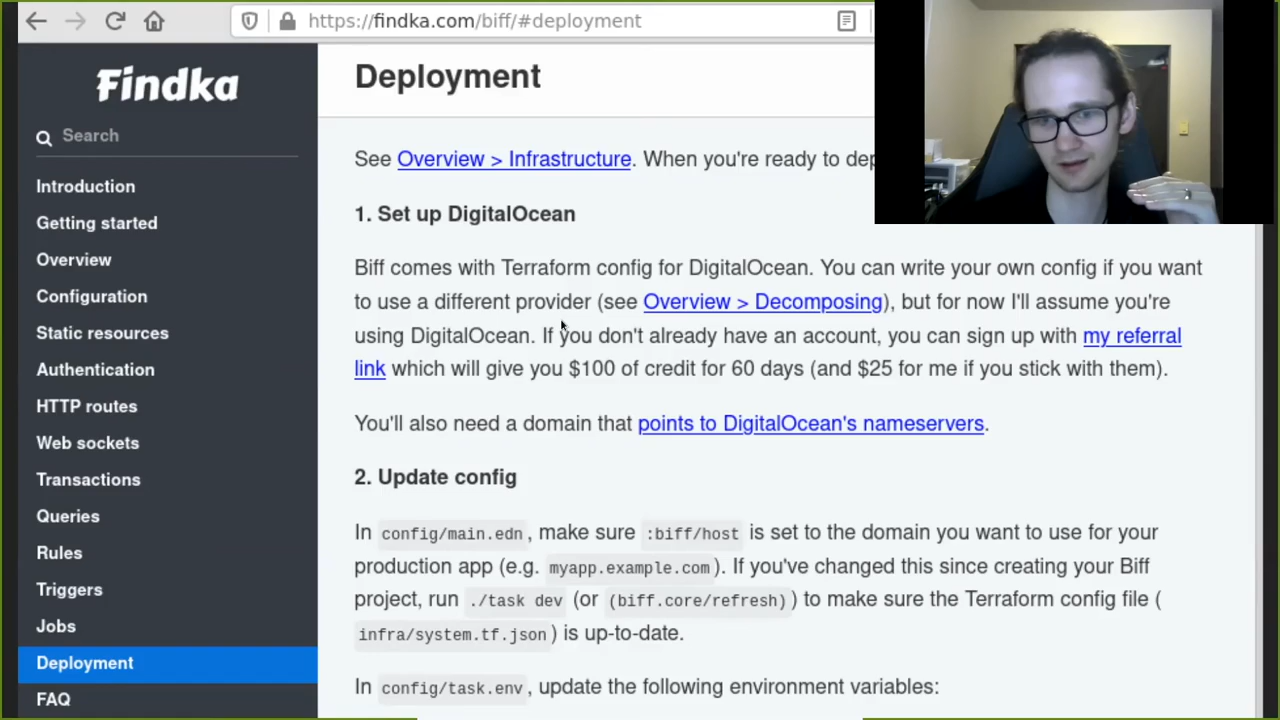 https://findka.com/biff/#deployment
Findka
Search
Introduction
Getting started
Overview
Configuration
Static resources
Authentication
HTTP routes
Web sockets
Transactions
Queries
Rules
Triggers
Jobs
Deployment
FAQ
Deployment
See Overview > Infrastructure. When you're ready to dep
1. Set up DigitalOcean
Biff comes with Terraform config for DigitalOcean. You can write your own config if you want
to use a different provider (see Overview > Decomposing), but for now I'll assume you're
using DigitalOcean. If you don't already have an account, you can sign up with my referral
link which will give you $100 of credit for 60 days (and $25 for me if you stick with them).
You'll also need a domain that points to DigitalOcean's nameservers.
2. Update config
In config/main.edn, make sure :biff/host is set to the domain you want to use for your
production app (e.g. myapp.example.com). If you've changed this since creating your Biff
project, run ./task dev (or (biff.core/refresh)) to make sure the Terraform config file (
infra/system.tf.json) is up-to-date.
In config/task.env, update the following environment variables: